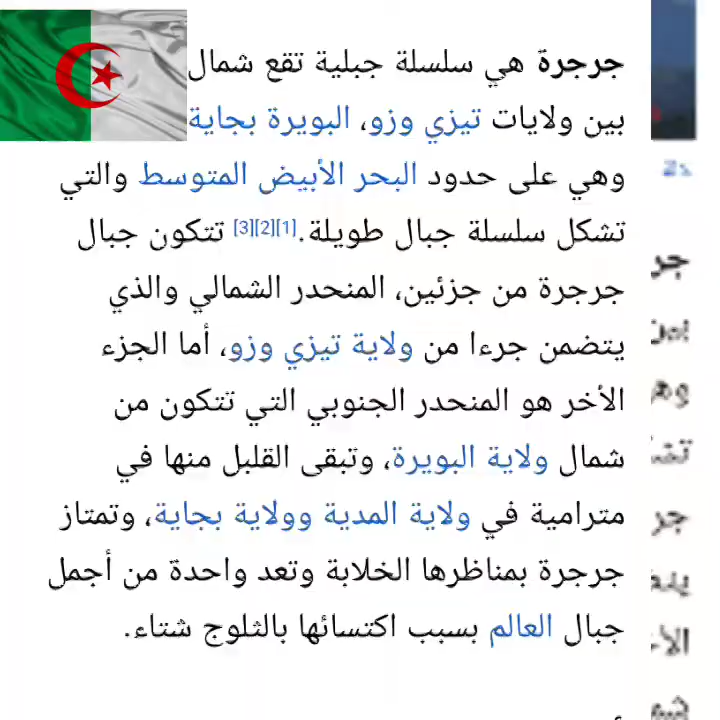 جرجرة هي سلسلة جبلية تقع شمال
بين ولايات تيزي وزو، البويرة بجاية
وهي على حدود البحر الأبيض المتوسط والتي
تشكل سلسلة جبال طويلة.[1][2][3] تتكون جبال
جرجرة من جزئين، المنحدر الشمالي والذي
يتضمن جرءا من ولاية تيزي وزو، أما الجزء
الأخر هو المنحدر الجنوبي التي تتكون من
شمال ولاية البويرة، وتبقى القلبل منها في
مترامية في ولاية المدية وولاية بجاية، وتمتاز
جرجرة بمناظرها الخلابة وتعد واحدة من أجمل
جبال العالم بسبب اكتسائها بالثلوج شتاء.